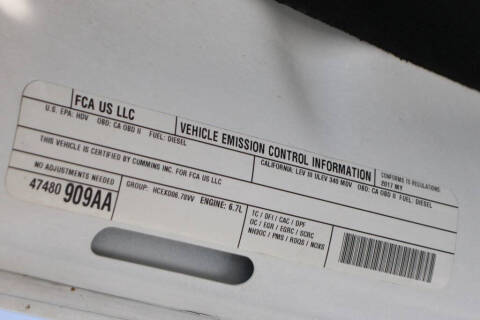 FCA US LLC
VEHICLE EMISSION CONTROL INFORMATION
CONFORMS TO REGULATIONS
2017 MY
U.S. EPA: HDV OBD: CA OBD II FUEL: DIESEL
CALIFORNIA: LEV III ULEV 340 MDV OBD: CA OBD II FUEL: DIESEL
THIS VEHICLE IS CERTIFIED BY CUMMINS INC. FOR FCA US LLC
NO ADJUSTMENTS NEEDED
47480 909AA
GROUP: HCEXD06.78VV ENGINE: 6.7L
TC / DFI / CAC / DPF
OC / EGR / EGRC / SCRC
NH3OC / PMS / RDQS / NOXS